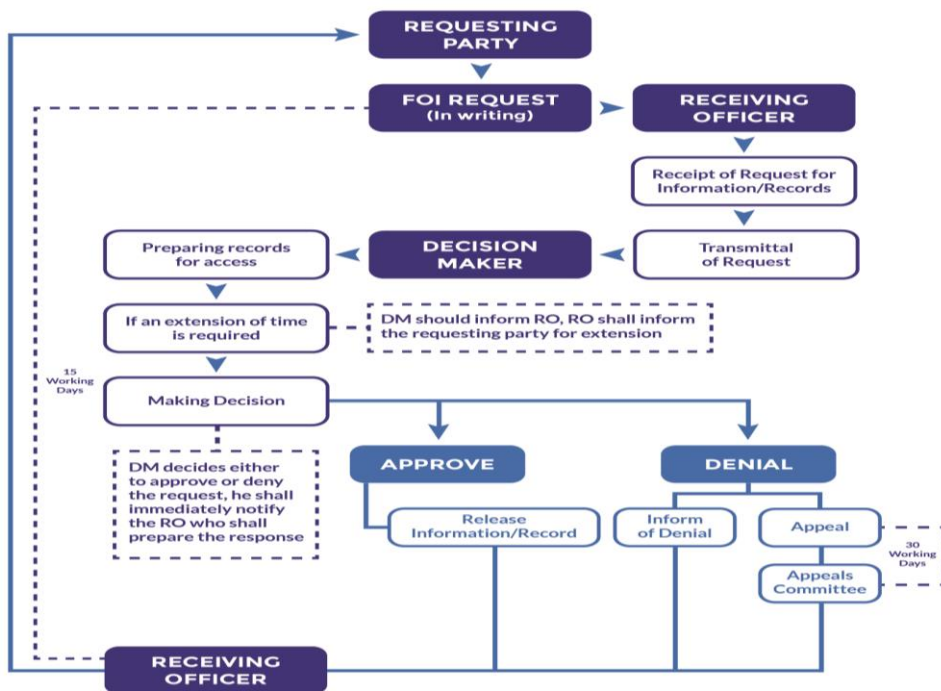 REQUESTING
PARTY
FOI REQUEST
(In writing)
RECEIVING
OFFICER
Receipt of Request for
Information/Records
Transmittal
of Request
DECISION
MAKER
Preparing records
for access
If an extension of time
is required
DM should inform RO, RO shall inform
the requesting party for extension
15
Working
Days
Making Decision
DM decides either
to approve or deny
the request, he shall
immediately notify
the RO who shall
prepare the response
APPROVE
DENIAL
Release
Information/Record
Inform
of Denial
Appeal
30
Working
Days
Appeals
Committee
RECEIVING
OFFICER